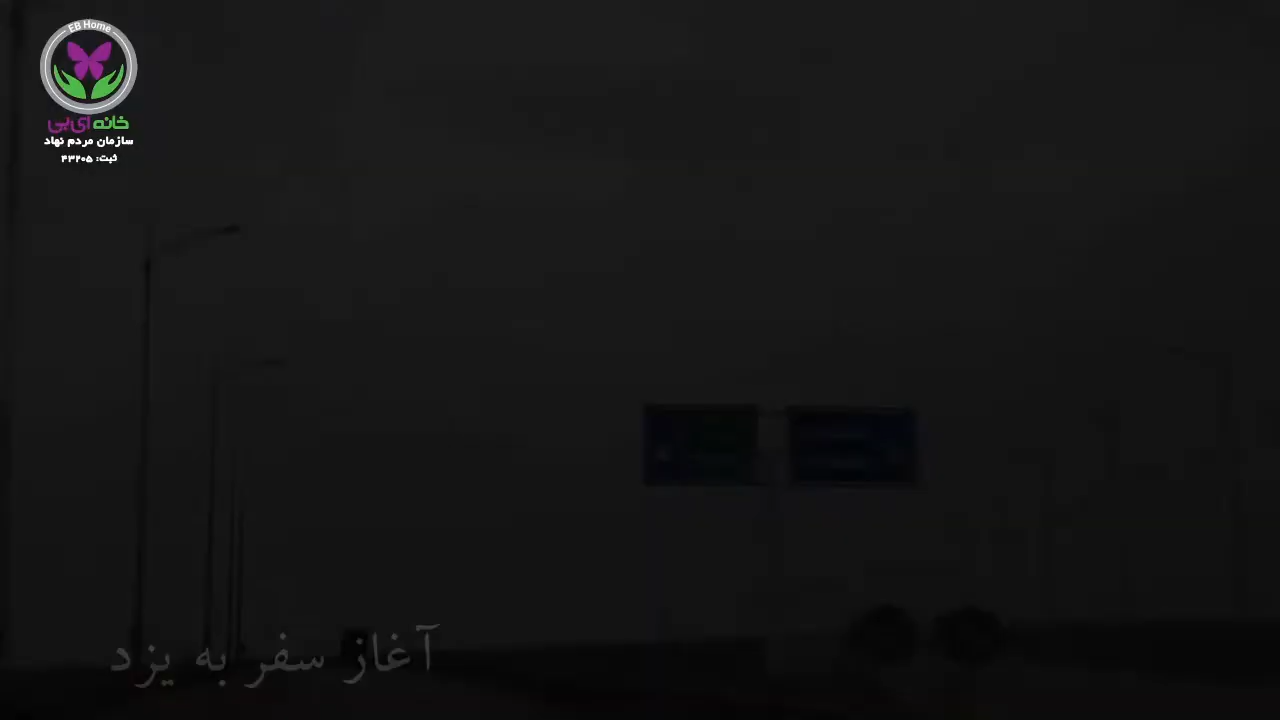 EB Home
خانه ای‌بی
سازمان مردم نهاد
ثبت: ۴۳۲۰۵
آغاز سفر به یزد